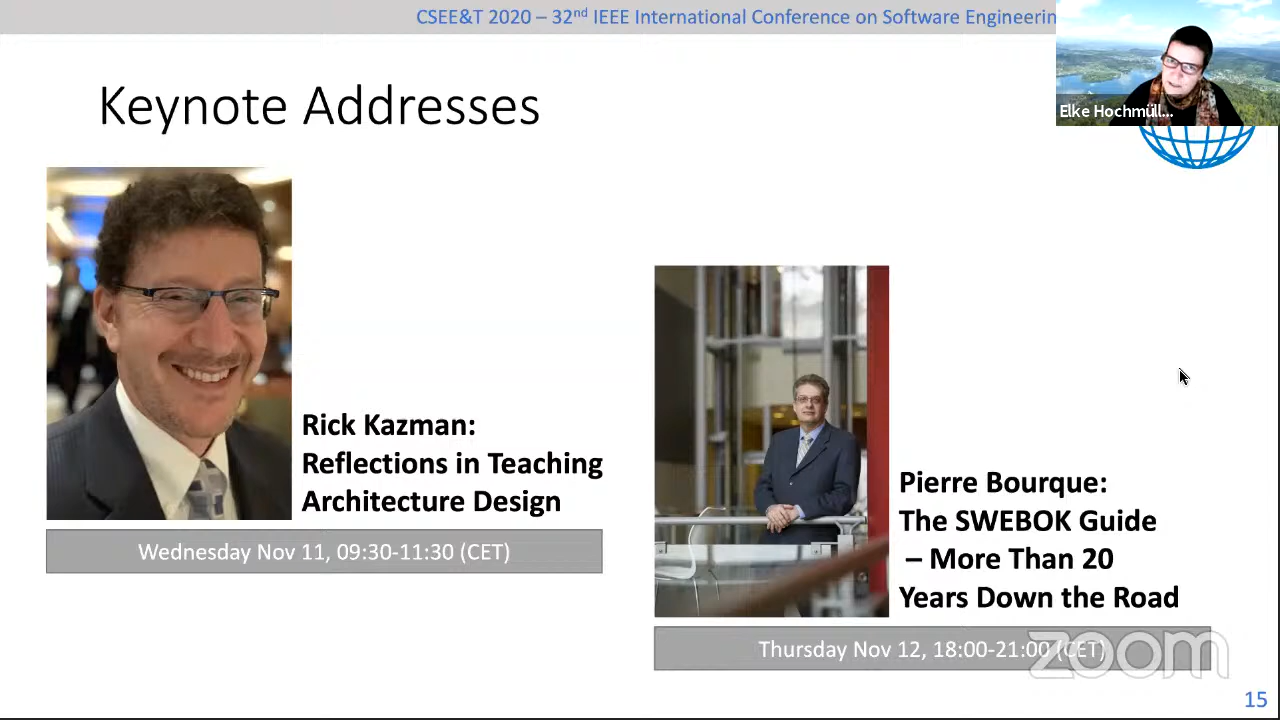 CSEE&T 2020 – 32nd IEEE International Conference on Software Engineerin
Elke Hochmüll...
Keynote Addresses
Rick Kazman:
Reflections in Teaching
Architecture Design
Wednesday Nov 11, 09:30-11:30 (CET)
Pierre Bourque:
The SWEBOK Guide
– More Than 20
Years Down the Road
Thursday Nov 12, 18:00-21:00 (CET)
zoom
15